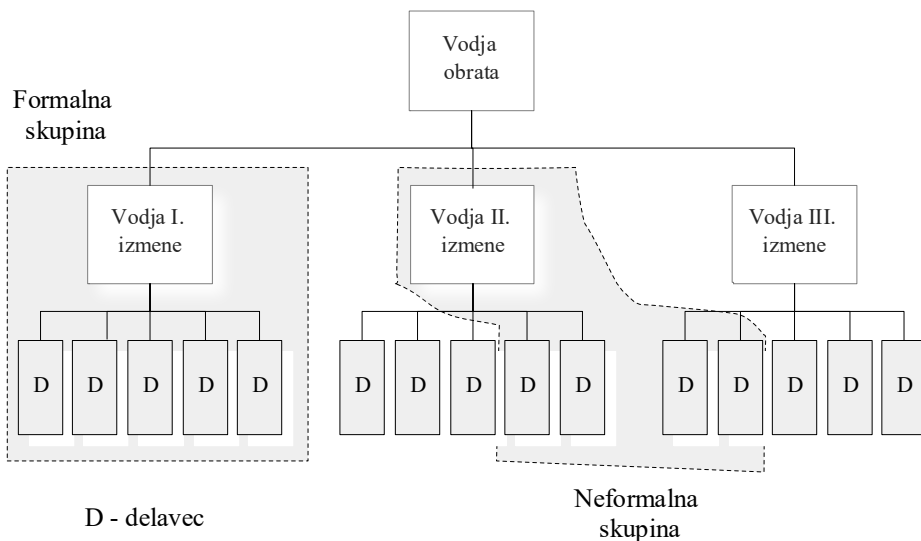 Vodja
obrata
Formalna
skupina
Vodja I.
izmene
Vodja II.
izmene
Vodja III.
izmene
D D D D D D D D D D D D D D D
D - delavec
Neformalna
skupina